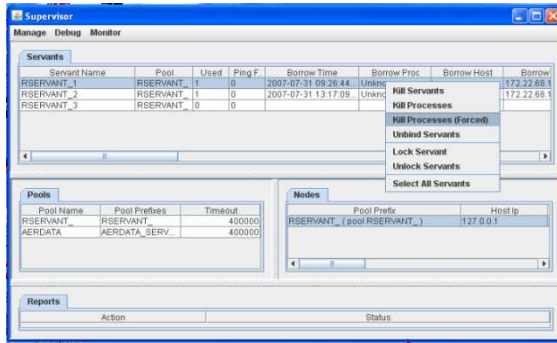 Supervisor
Manage Debug Monitor
Servants
Servant Name Pool Used Ping F.. Borrow Time Borrow Proc Borrow Host Borrow
RSERVANT_1 RSERVANT_ 1 0 2007-07-31 09:26:44... Unkno 172.22.68.1
RSERVANT_2 RSERVANT_ 1 0 2007-07-31 13:17:09... Unkno 172.22.68.1
RSERVANT_3 RSERVANT_ 0 0
Kill Servants
Kill Processes
Kill Processes (Forced)
Unbind Servants
Lock Servant
Unlock Servants
Select All Servants
Pools
Pool Name Pool Prefixes Timeout
RSERVANT_ RSERVANT_ 400000
AERDATA AERDATA_SERV... 400000
Nodes
Pool Prefix Host Ip
RSERVANT_ ( pool RSERVANT_ ) 127.0.0.1
Reports
Action Status